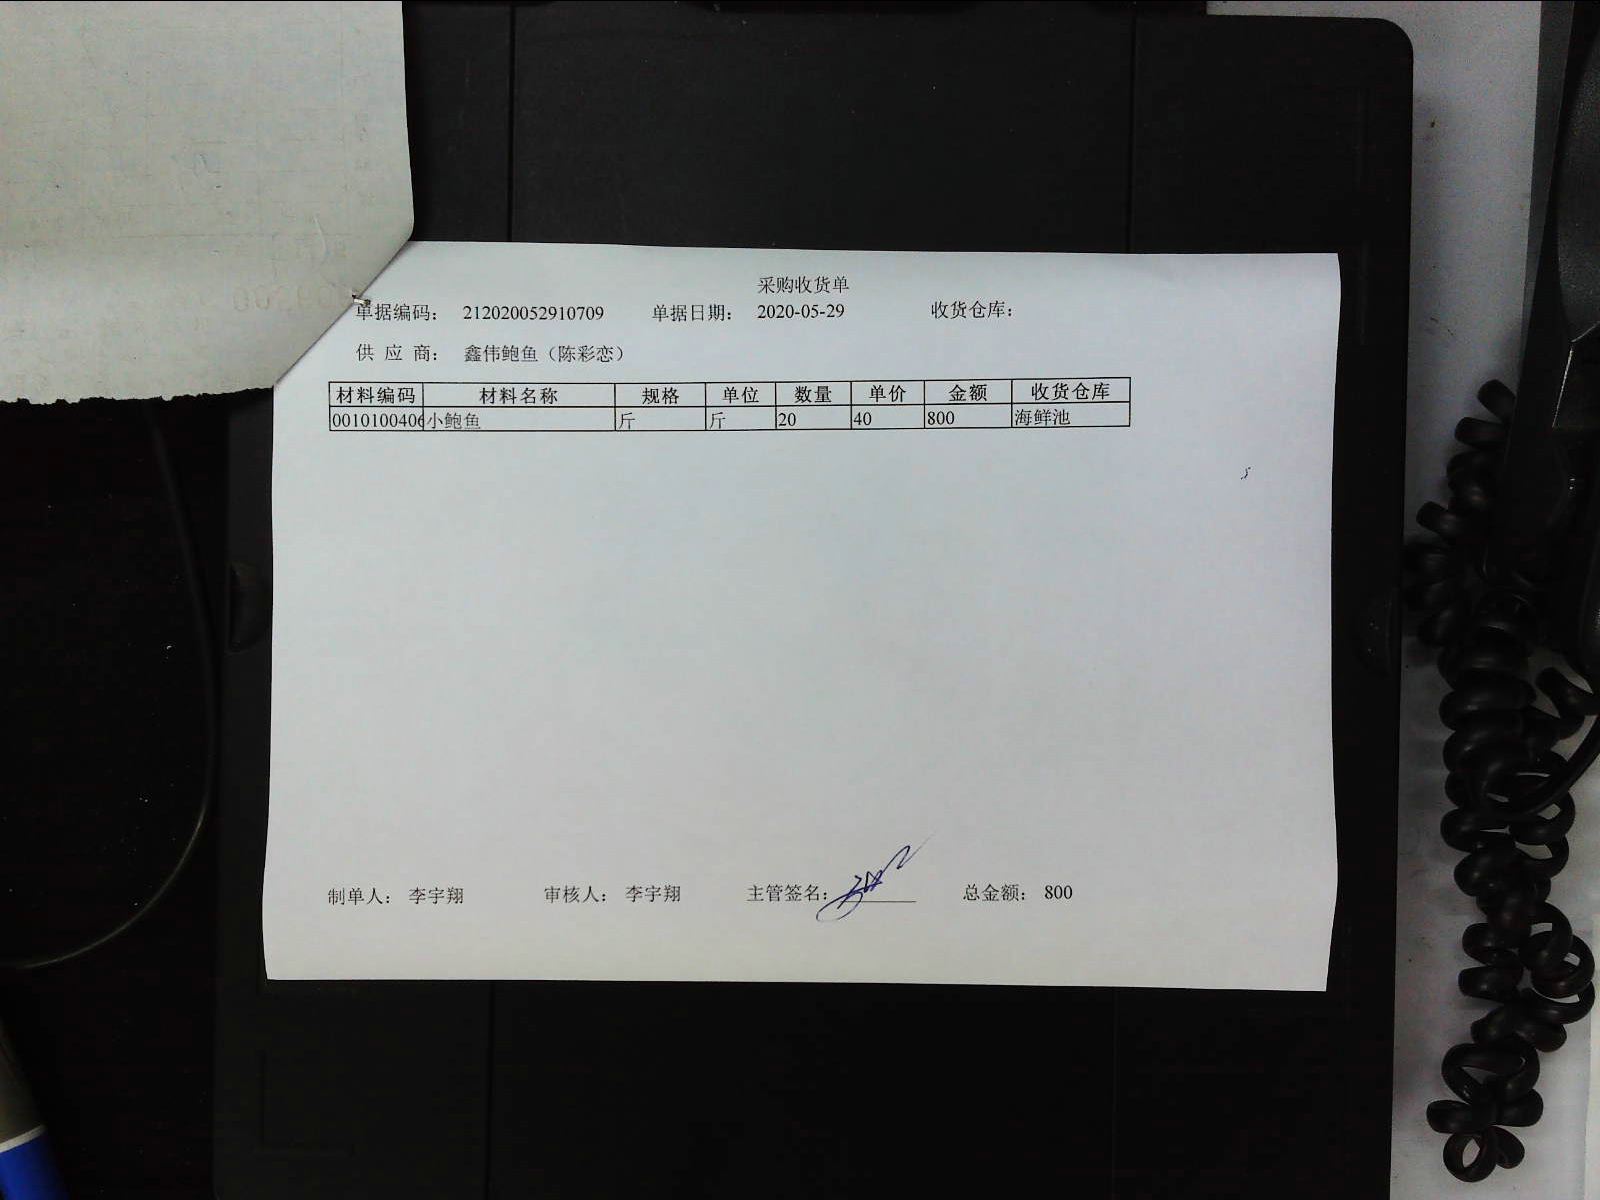 采购收货单
单据编码： 212020052910709 单据日期： 2020-05-29 收货仓库：
供 应 商： 鑫伟鲍鱼（陈彩恋）
材料编码 材料名称 规格 单位 数量 单价 金额 收货仓库
0010100406 小鲍鱼 斤 斤 20 40 800 海鲜池
制单人： 李宇翔 审核人： 李宇翔 主管签名： 总金额： 800